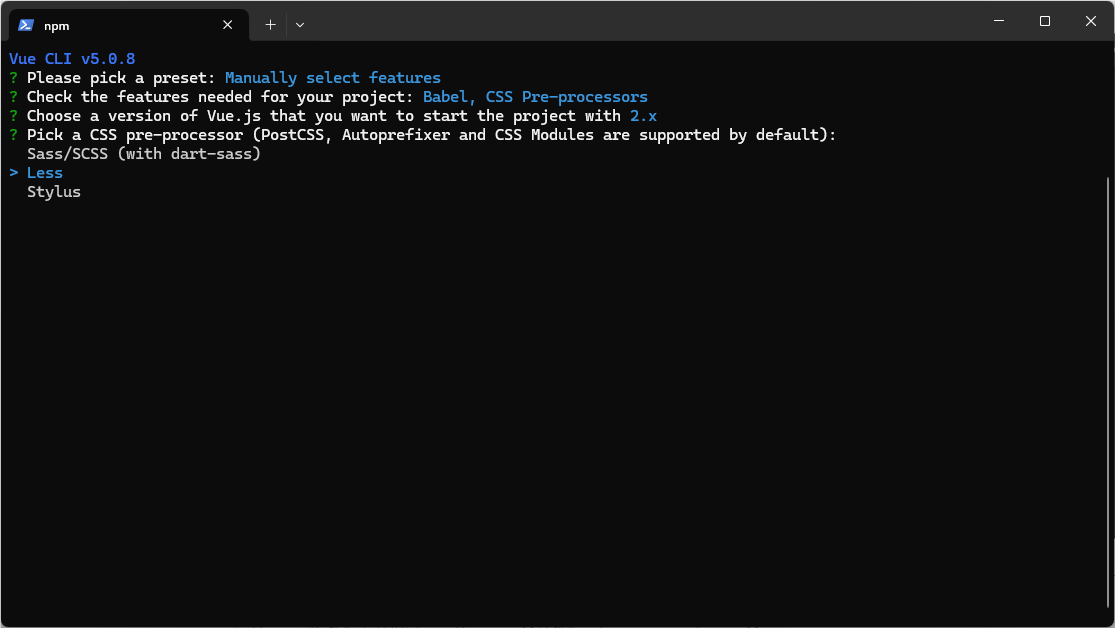 npm
Vue CLI v5.0.8
? Please pick a preset: Manually select features
? Check the features needed for your project: Babel, CSS Pre-processors
? Choose a version of Vue.js that you want to start the project with 2.x
? Pick a CSS pre-processor (PostCSS, Autoprefixer and CSS Modules are supported by default):
Sass/SCSS (with dart-sass)
> Less
Stylus